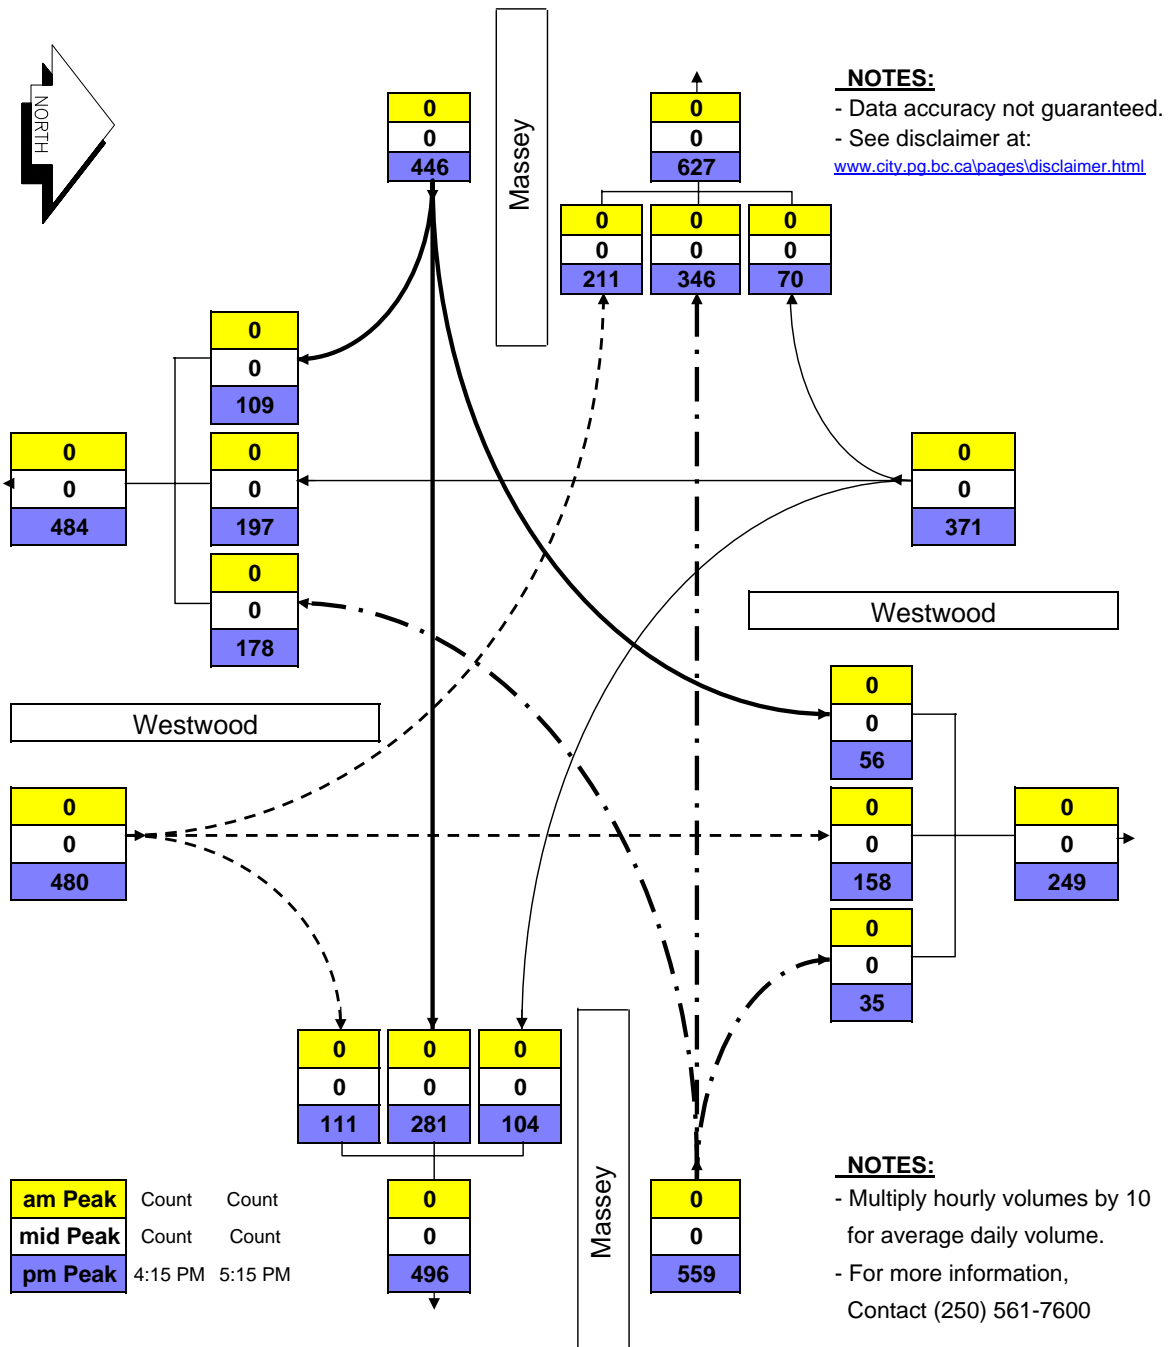 NORTH
Massey
NOTES:
- Data accuracy not guaranteed.
- See disclaimer at:
www.city.pg.bc.ca\pages\disclaimer.html
0
0
446
0
0
627
0 0 0
0 0 0
211 346 70
0
0
109
0
0
484
0
0
197
0
0
371
0
0
178
Westwood
Westwood
0
0
56
0
0
480
0
0
158
0
0
249
0
0
35
0 0 0
0 0 0
111 281 104
Massey
am Peak Count Count
mid Peak Count Count
pm Peak 4:15 PM 5:15 PM
0
0
496
0
0
559
NOTES:
- Multiply hourly volumes by 10
for average daily volume.
- For more information,
Contact (250) 561-7600